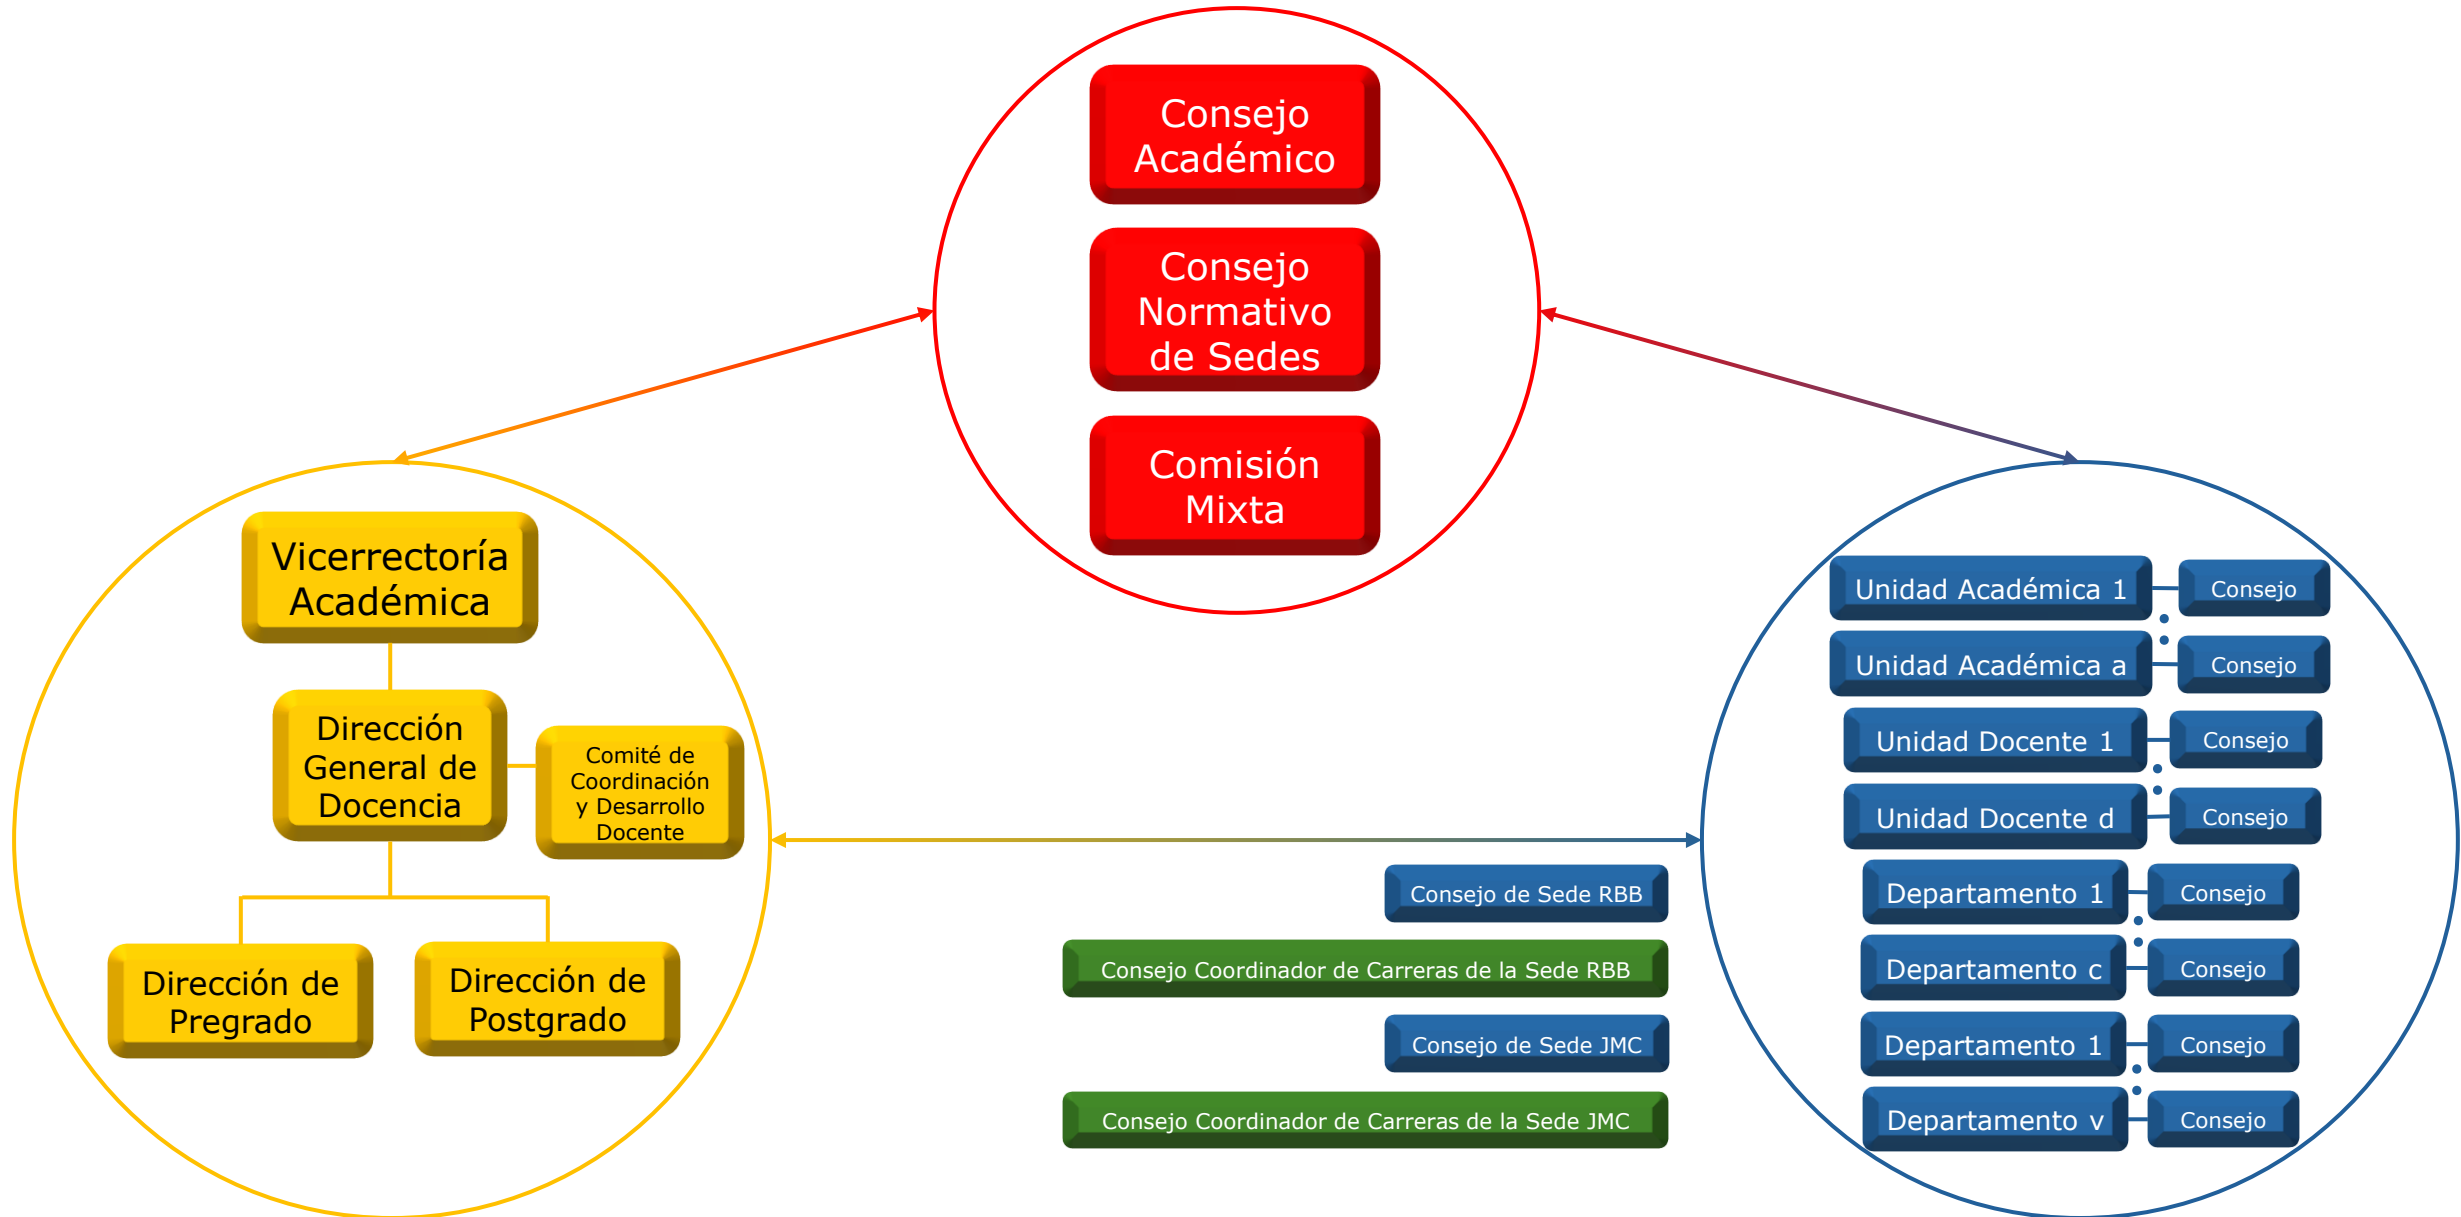 Consejo
Académico
Consejo
Normativo
de Sedes
Comisión
Mixta
Vicerrectoría
Académica
Dirección
General de
Docencia
Comité de
Coordinación
y Desarrollo
Docente
Dirección de
Pregrado
Dirección de
Postgrado
Consejo de Sede RBB
Consejo Coordinador de Carreras de la Sede RBB
Consejo de Sede JMC
Consejo Coordinador de Carreras de la Sede JMC
Unidad Académica 1
Consejo
Unidad Académica a
Consejo
Unidad Docente 1
Consejo
Unidad Docente d
Consejo
Departamento 1
Consejo
Departamento c
Consejo
Departamento 1
Consejo
Departamento v
Consejo